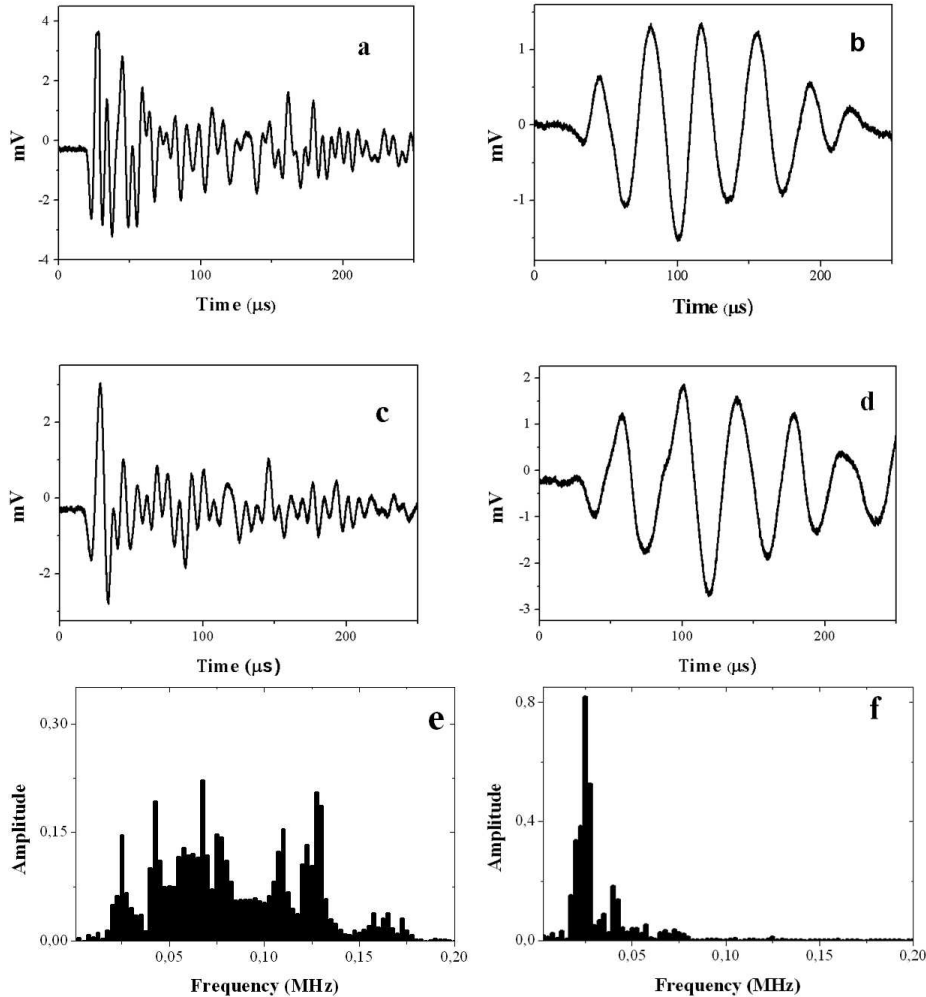 a
4
2
0
-2
-4
mV
0
100
200
Time (μs)
b
1
0
-1
mV
0
100
200
Time (μs)
c
2
0
-2
mV
0
100
200
Time (μs)
d
2
1
0
-1
-2
-3
mV
0
100
200
Time (μs)
e
0,30
0,15
0,00
Amplitude
0,05
0,10
0,15
0,20
Frequency (MHz)
f
0,8
0,4
0,0
Amplitude
0,05
0,10
0,15
0,20
Frequency (MHz)